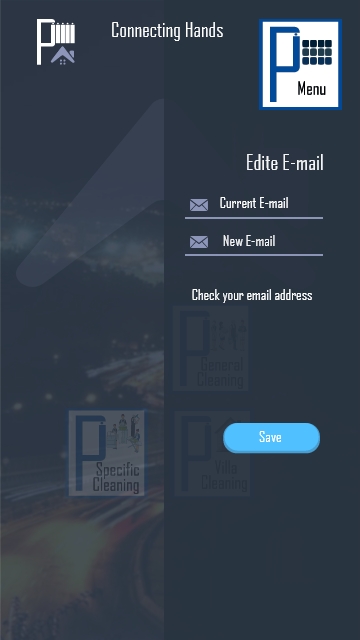 Connecting Hands
Menu
Edite E-mail
Current E-mail
New E-mail
Check your email address
General
Cleaning
Save
Specific
Cleaning
Villa
Cleaning